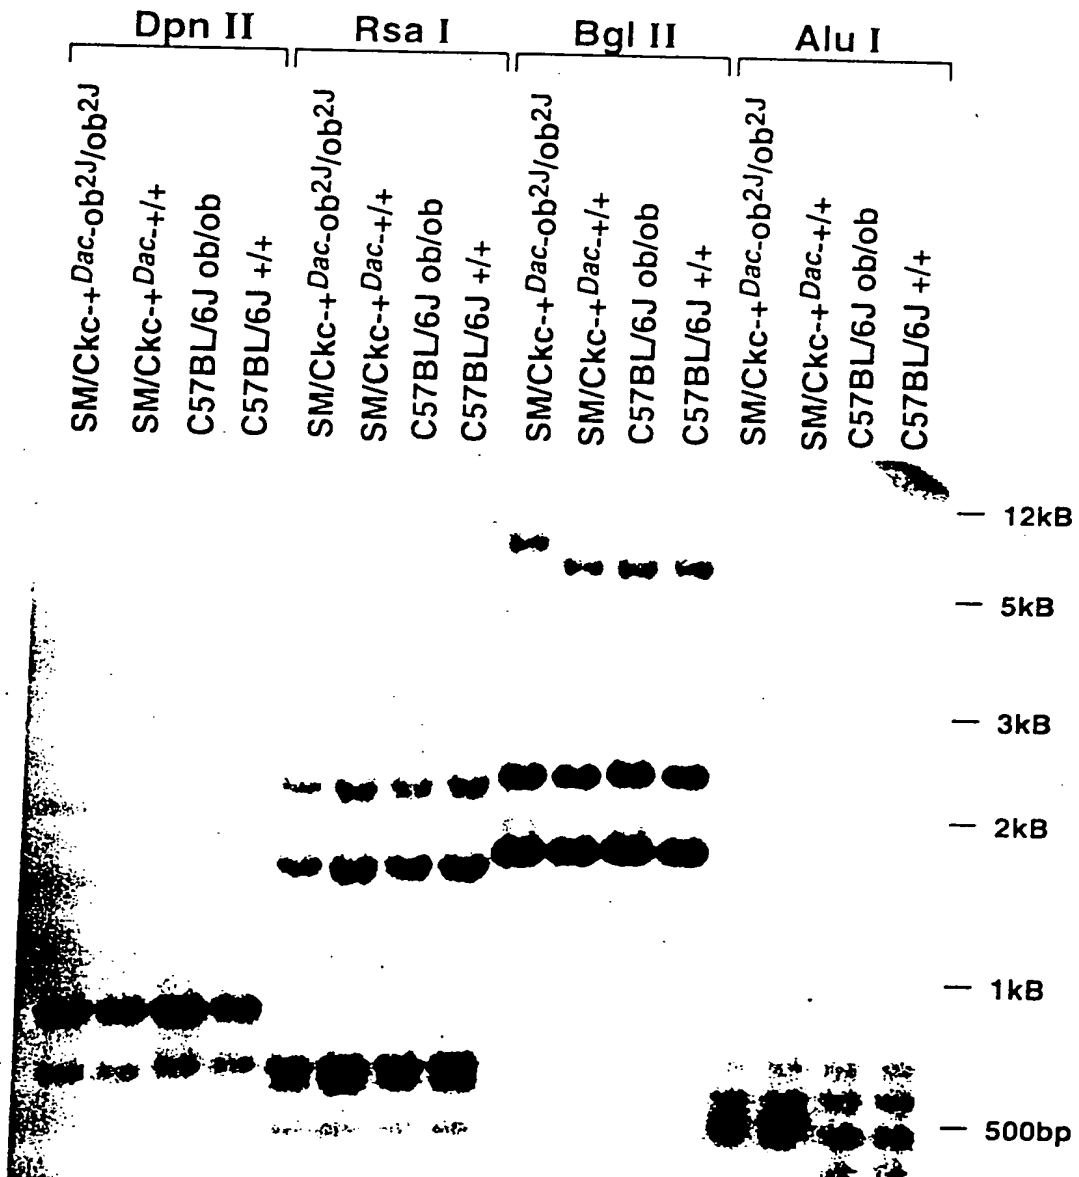 Dpn II Rsa I Bgl II Alu I
SM/Ckc-+Dac-ob2J/ob2J
SM/Ckc-+Dac-+/+
C57BL/6J ob/ob
C57BL/6J +/+
SM/Ckc-+Dac-ob2J/ob2J
SM/Ckc-+Dac-+/+
C57BL/6J ob/ob
C57BL/6J +/+
SM/Ckc-+Dac-ob2J/ob2J
SM/Ckc-+Dac-+/+
C57BL/6J ob/ob
C57BL/6J +/+
SM/Ckc-+Dac-ob2J/ob2J
SM/Ckc-+Dac-+/+
C57BL/6J ob/ob
C57BL/6J +/+
12kB
5kB
3kB
2kB
1kB
500bp